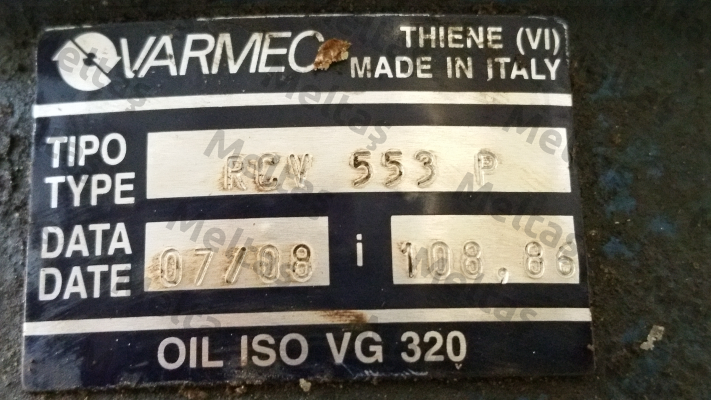 VARMEC
THIENE (VI)
MADE IN ITALY
TIPO
TYPE
RCV 553 P
DATA
DATE
07/08
i
108,86
OIL ISO VG 320
Meltaş